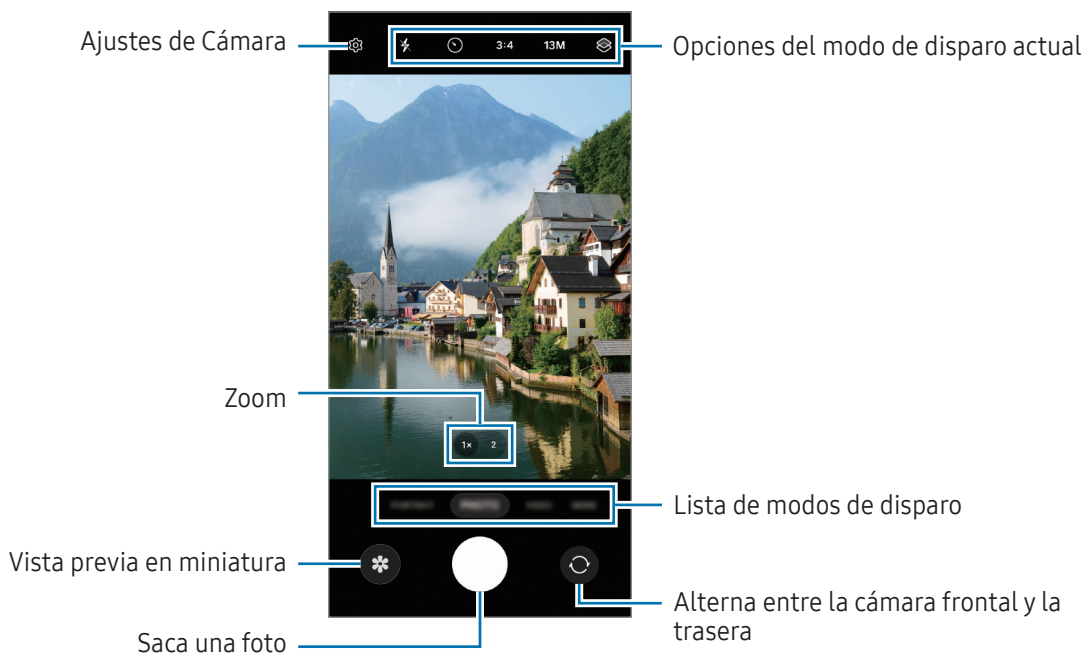 Ajustes de Cámara
3:4
13M
Opciones del modo de disparo actual
Zoom
1×
2
Lista de modos de disparo
Vista previa en miniatura
Alterna entre la cámara frontal y la
trasera
Saca una foto